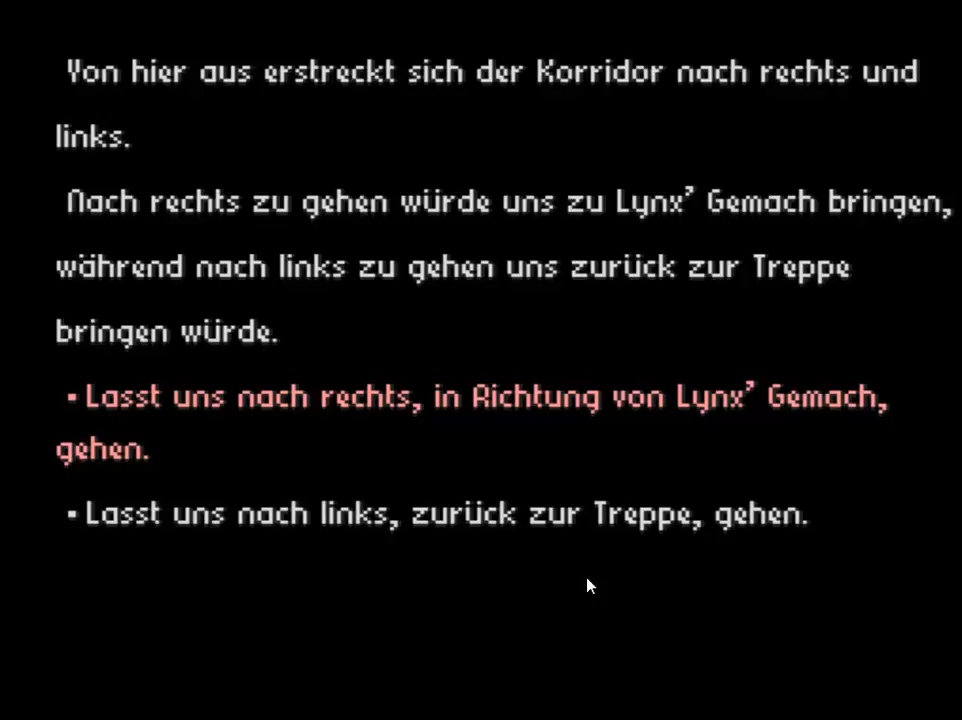 Von hier aus erstreckt sich der Korridor nach rechts und
links.
Nach rechts zu gehen würde uns zu Lynx’ Gemach bringen,
während nach links zu gehen uns zurück zur Treppe
bringen würde.
▪Lasst uns nach rechts, in Richtung von Lynx’ Gemach,
gehen.
▪Lasst uns nach links, zurück zur Treppe, gehen.